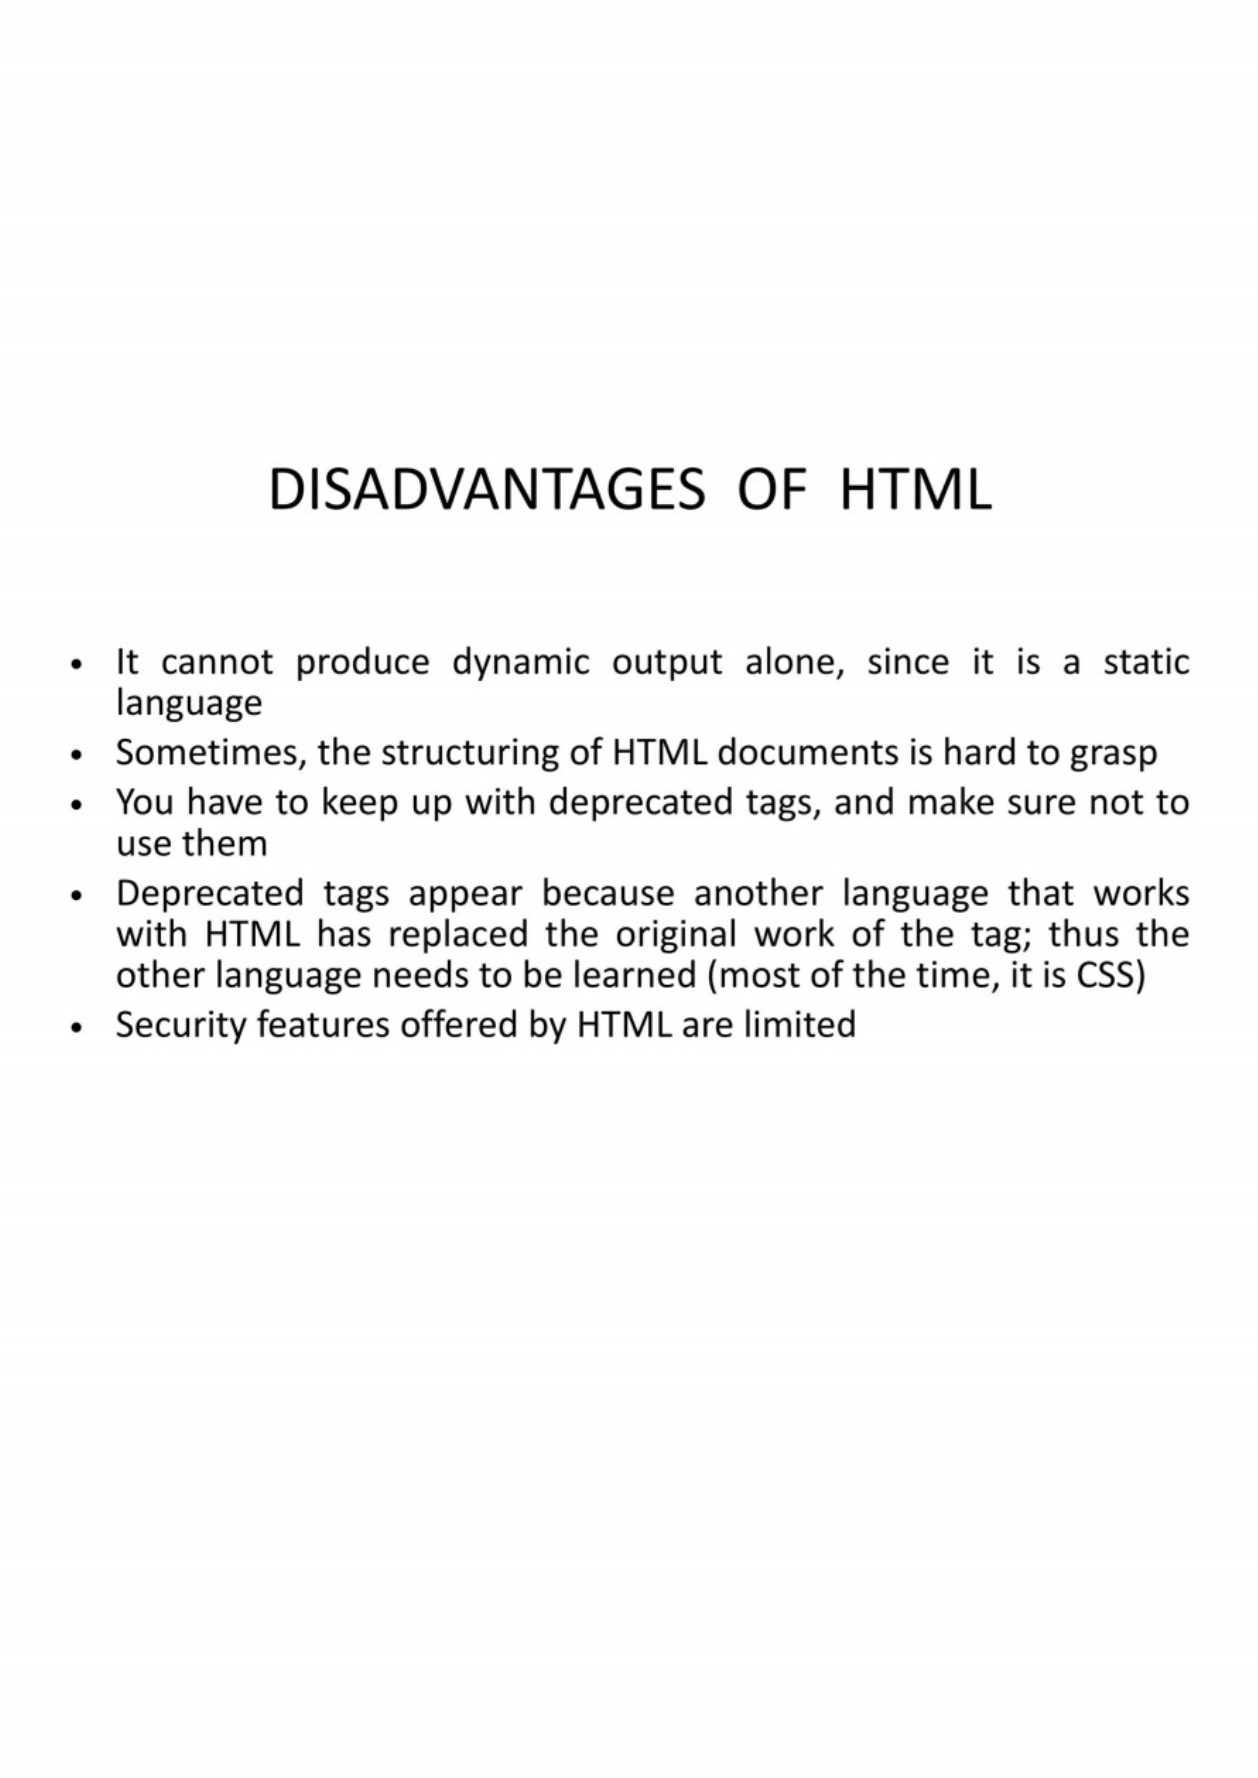 DISADVANTAGES OF HTML
• It cannot produce dynamic output alone, since it is a static
language
• Sometimes, the structuring of HTML documents is hard to grasp
• You have to keep up with deprecated tags, and make sure not to
use them
• Deprecated tags appear because another language that works
with HTML has replaced the original work of the tag; thus the
other language needs to be learned (most of the time, it is CSS)
• Security features offered by HTML are limited